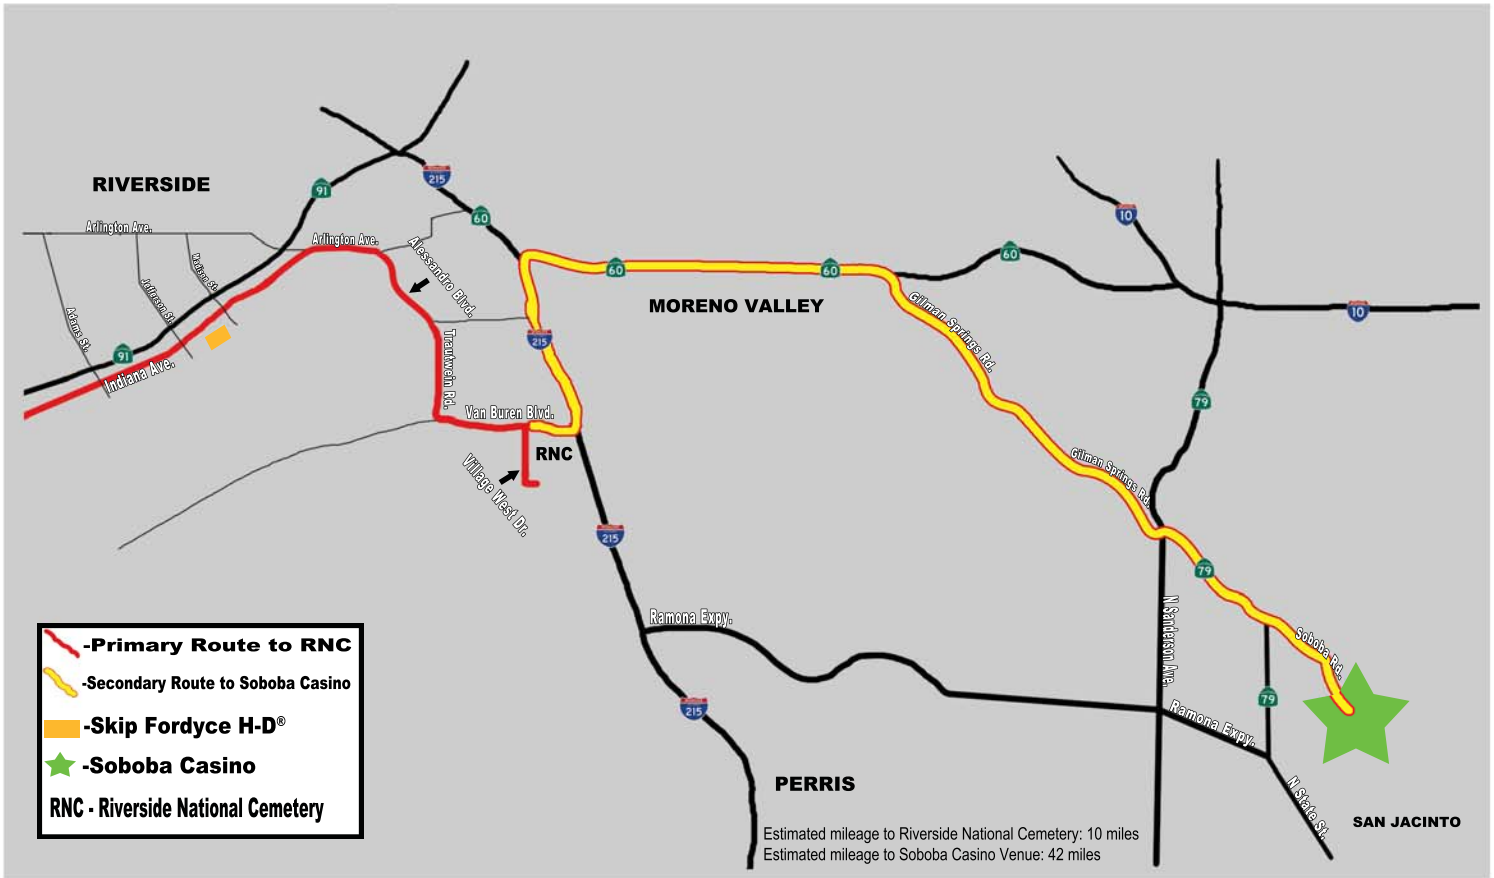 RIVERSIDE
91
215
60
10
Arlington Ave.
Arlington Ave.
Alessandro Blvd.
Madison St.
Jefferson St.
Adams St.
60
60
60
MORENO VALLEY
10
Gilman Springs Rd.
215
91
Indiana Ave.
Trautwein Rd.
79
Van Buren Blvd.
RNC
Village West Dr.
Gilman Springs Rd.
215
79
N Sanderson Ave.
Ramona Expy.
Soboba Rd.
79
215
Ramona Expy.
N State St.
-Primary Route to RNC
-Secondary Route to Soboba Casino
-Skip Fordyce H-D®
-Soboba Casino
RNC - Riverside National Cemetery
PERRIS
SAN JACINTO
Estimated mileage to Riverside National Cemetery: 10 miles
Estimated mileage to Soboba Casino Venue: 42 miles